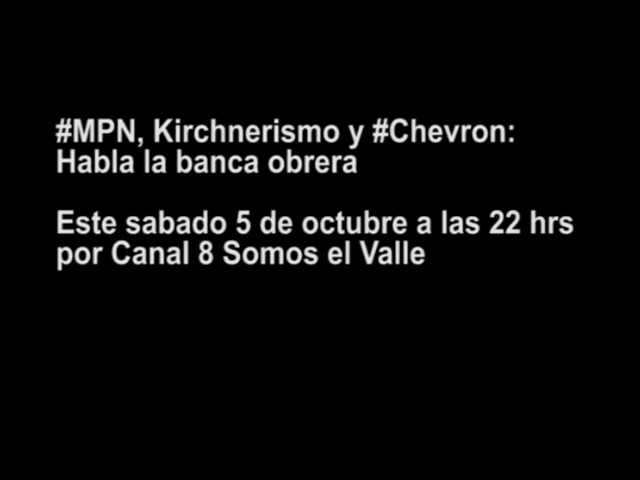 #MPN, Kirchnerismo y #Chevron:
Habla la banca obrera
Este sabado 5 de octubre a las 22 hrs
por Canal 8 Somos el Valle